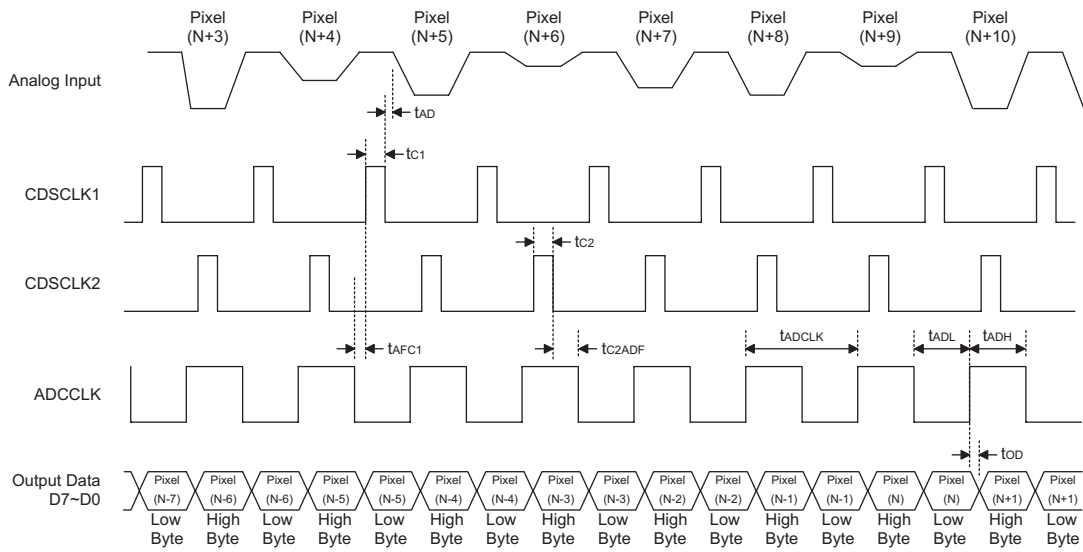 Pixel Pixel Pixel Pixel Pixel Pixel Pixel Pixel
(N+3) (N+4) (N+5) (N+6) (N+7) (N+8) (N+9) (N+10)
Analog Input
tAD
tC1
CDSCLK1
tC2
CDSCLK2
tAFC1 tC2ADF tADCLK tADL tADH
ADCCLK
tOD
Output Data
D7~D0
Pixel Pixel Pixel Pixel Pixel Pixel Pixel Pixel Pixel Pixel Pixel Pixel Pixel Pixel Pixel Pixel Pixel
(N-7) (N-6) (N-6) (N-5) (N-5) (N-4) (N-4) (N-3) (N-3) (N-2) (N-2) (N-1) (N-1) (N) (N) (N+1) (N+1)
Low High Low High Low High Low High Low High Low High Low High Low High Low
Byte Byte Byte Byte Byte Byte Byte Byte Byte Byte Byte Byte Byte Byte Byte Byte Byte